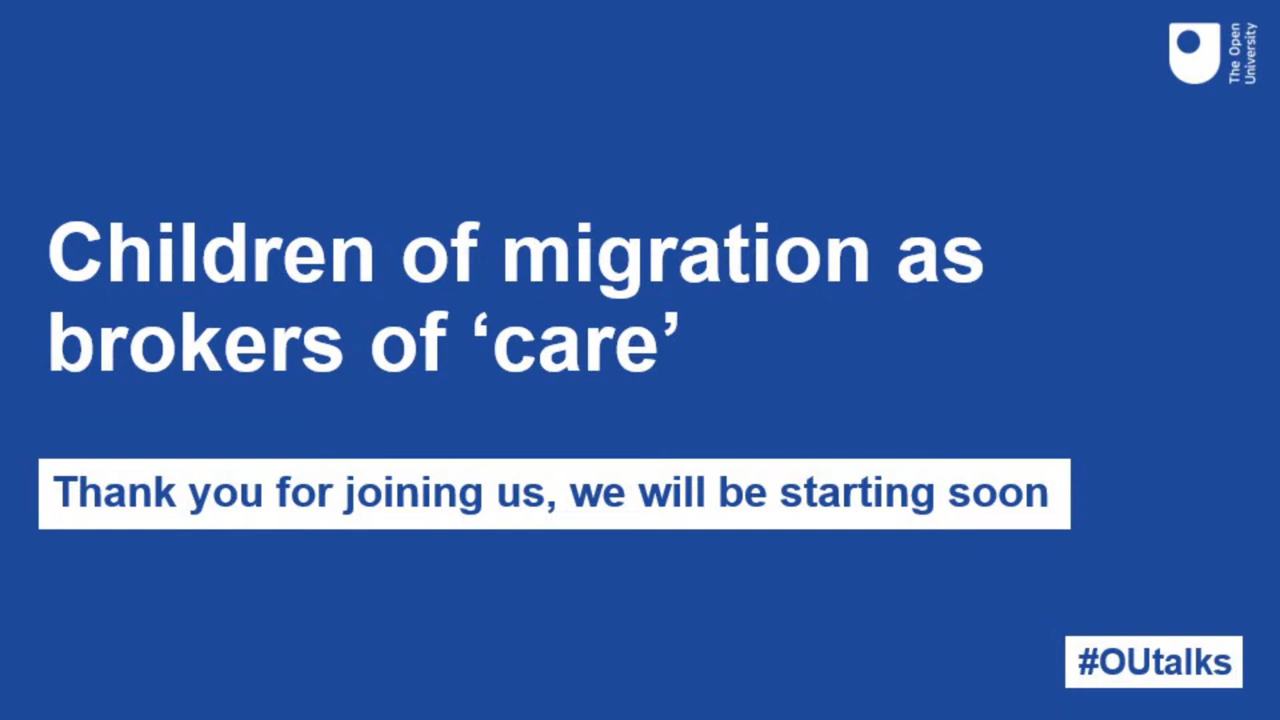 The Open
University
Children of migration as
brokers of ‘care’
Thank you for joining us, we will be starting soon
#OUtalks